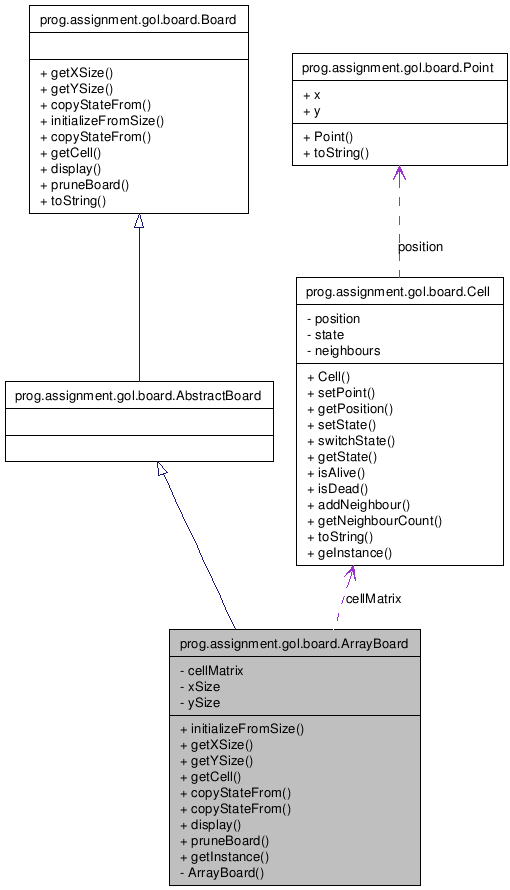 prog.assignment.gol.board.Board
+ getXSize()
+ getYSize()
+ copyStateFrom()
+ initializeFromSize()
+ copyStateFrom()
+ getCell()
+ display()
+ pruneBoard()
+ toString()
prog.assignment.gol.board.Point
+ x
+ y
+ Point()
+ toString()
position
prog.assignment.gol.board.Cell
- position
- state
- neighbours
+ Cell()
+ setPoint()
+ getPosition()
+ setState()
+ switchState()
+ getState()
+ isAlive()
+ isDead()
+ addNeighbour()
+ getNeighbourCount()
+ toString()
+ geInstance()
prog.assignment.gol.board.AbstractBoard
cellMatrix
prog.assignment.gol.board.ArrayBoard
- cellMatrix
- xSize
- ySize
+ initializeFromSize()
+ getXSize()
+ getYSize()
+ getCell()
+ copyStateFrom()
+ copyStateFrom()
+ display()
+ pruneBoard()
+ getInstance()
- ArrayBoard()